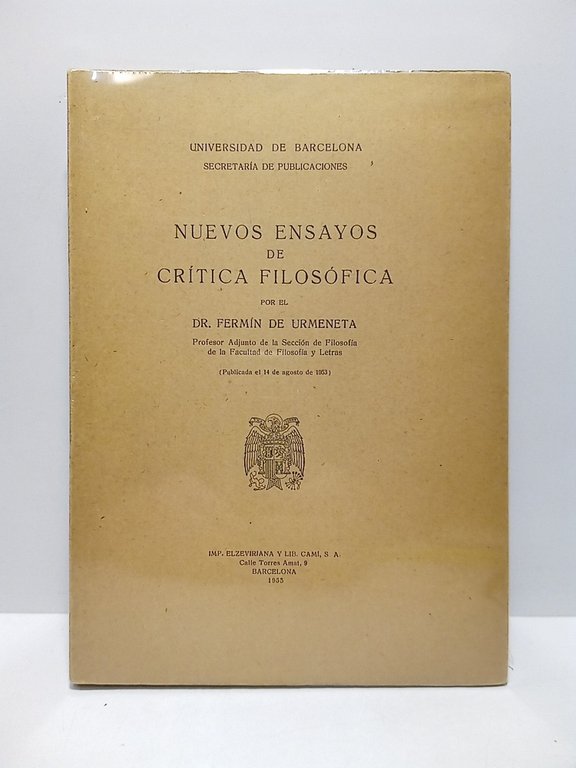 UNIVERSIDAD DE BARCELONA
SECRETARÍA DE PUBLICACIONES
NUEVOS ENSAYOS
DE
CRÍTICA FILOSÓFICA
POR EL
DR. FERMÍN DE URMENETA
Profesor Adjunto de la Sección de Filosofía
de la Facultad de Filosofía y Letras
(Publicada el 14 de agosto de 1953)
IMP. ELZEVIRIANA Y LIB. CAMÍ, S. A.
Calle Torres Amat, 9
BARCELONA
1953